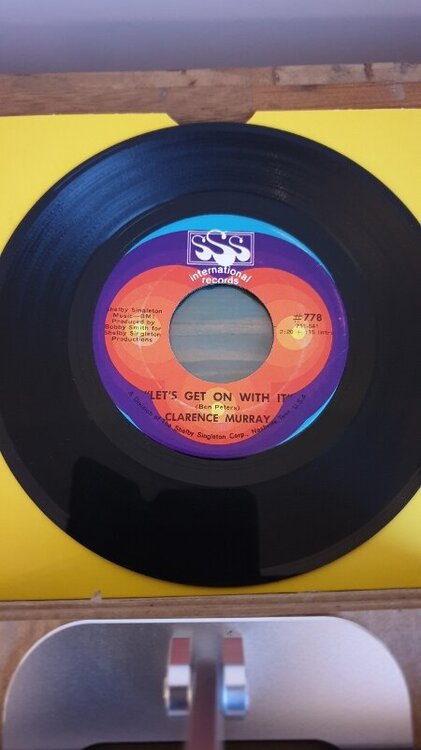 SSS
international
records
Shelby Singleton
Music-BMI
Produced by
Bobby Smith for
Shelby Singleton
Productions
#778
"LET'S GET ON WITH IT"
(Ben Peters)
CLARENCE MURRAY
A Division of The Shelby Singleton Corp., Nashville, Tenn. U.S.A.